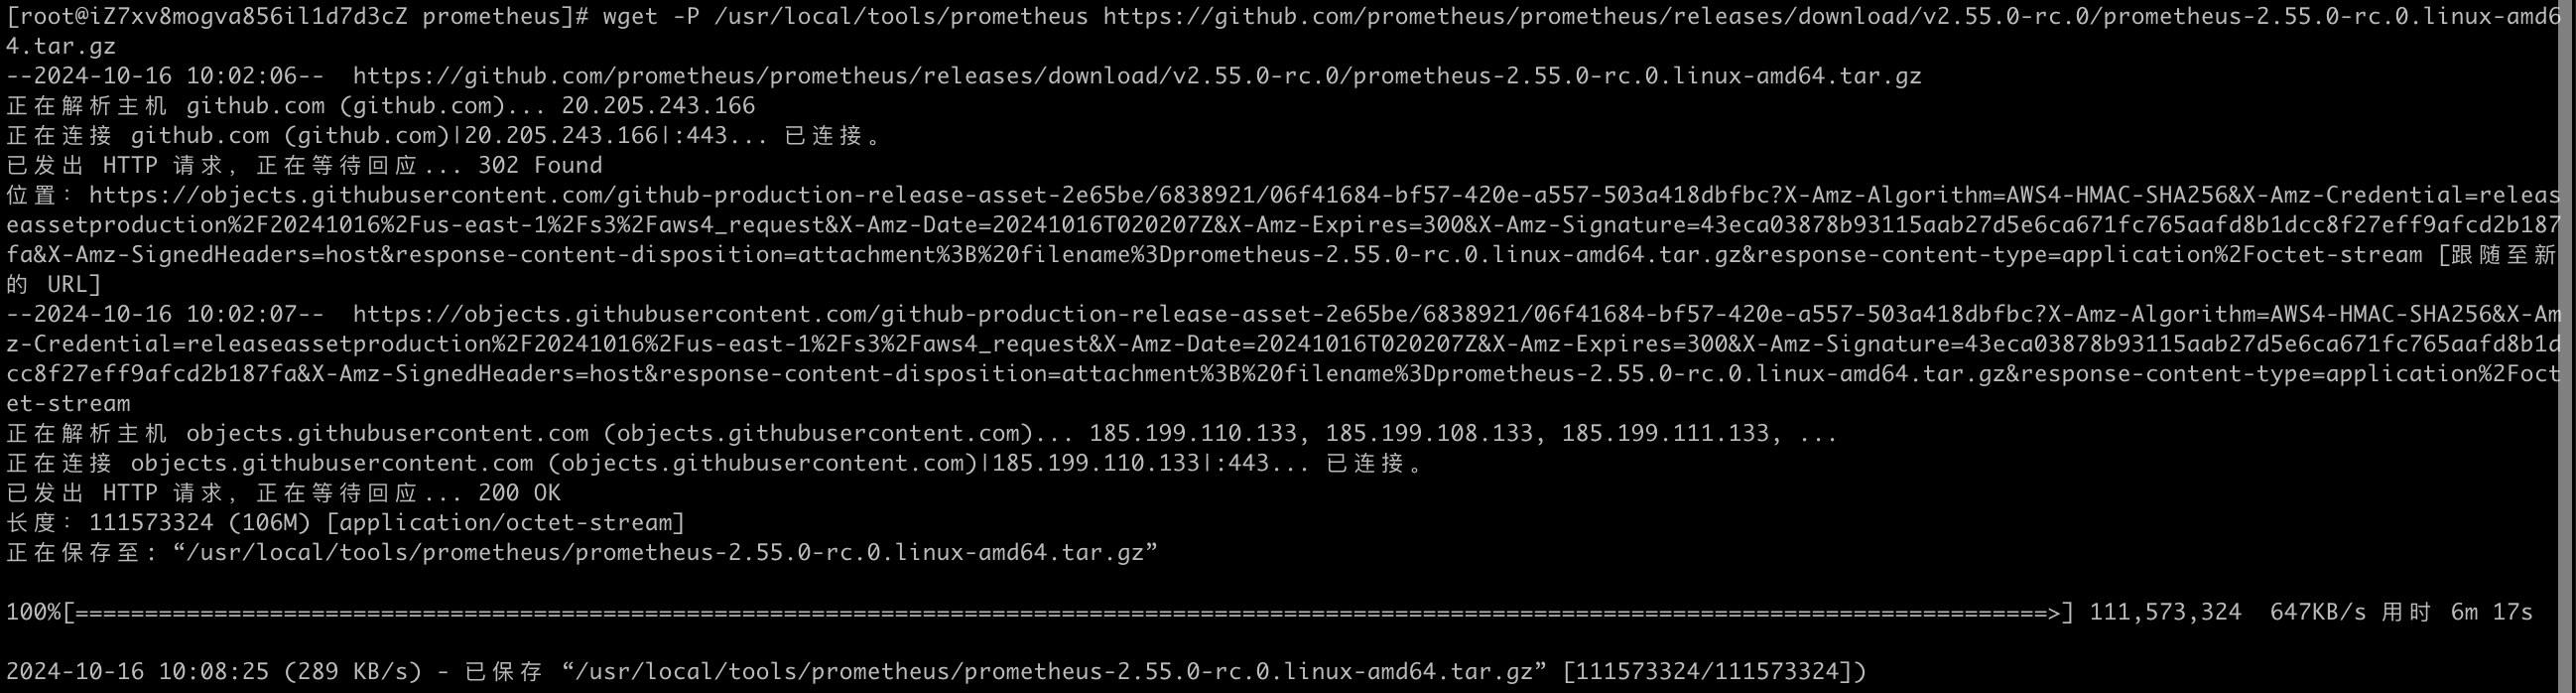 [root@iZ7xv8mogva856il1d7d3cZ prometheus]# wget -P /usr/local/tools/prometheus https://github.com/prometheus/prometheus/releases/download/v2.55.0-rc.0/prometheus-2.55.0-rc.0.linux-amd6
4.tar.gz
--2024-10-16 10:02:06--  https://github.com/prometheus/prometheus/releases/download/v2.55.0-rc.0/prometheus-2.55.0-rc.0.linux-amd64.tar.gz
正在解析主机 github.com (github.com)... 20.205.243.166
正在连接 github.com (github.com)|20.205.243.166|:443... 已连接。
已发出 HTTP 请求，正在等待回应... 302 Found
位置：https://objects.githubusercontent.com/github-production-release-asset-2e65be/6838921/06f41684-bf57-420e-a557-503a418dbfbc?X-Amz-Algorithm=AWS4-HMAC-SHA256&X-Amz-Credential=releas
eassetproduction%2F20241016%2Fus-east-1%2Fs3%2Faws4_request&X-Amz-Date=20241016T020207Z&X-Amz-Expires=300&X-Amz-Signature=43eca03878b93115aab27d5e6ca671fc765aafd8b1dcc8f27eff9afcd2b187
fa&X-Amz-SignedHeaders=host&response-content-disposition=attachment%3B%20filename%3Dprometheus-2.55.0-rc.0.linux-amd64.tar.gz&response-content-type=application%2Foctet-stream [跟随至新
的 URL]
--2024-10-16 10:02:07--  https://objects.githubusercontent.com/github-production-release-asset-2e65be/6838921/06f41684-bf57-420e-a557-503a418dbfbc?X-Amz-Algorithm=AWS4-HMAC-SHA256&X-Am
z-Credential=releaseassetproduction%2F20241016%2Fus-east-1%2Fs3%2Faws4_request&X-Amz-Date=20241016T020207Z&X-Amz-Expires=300&X-Amz-Signature=43eca03878b93115aab27d5e6ca671fc765aafd8b1d
cc8f27eff9afcd2b187fa&X-Amz-SignedHeaders=host&response-content-disposition=attachment%3B%20filename%3Dprometheus-2.55.0-rc.0.linux-amd64.tar.gz&response-content-type=application%2Foct
et-stream
正在解析主机 objects.githubusercontent.com (objects.githubusercontent.com)... 185.199.110.133, 185.199.108.133, 185.199.111.133, ...
正在连接 objects.githubusercontent.com (objects.githubusercontent.com)|185.199.110.133|:443... 已连接。
已发出 HTTP 请求，正在等待回应... 200 OK
长度：111573324 (106M) [application/octet-stream]
正在保存至: “/usr/local/tools/prometheus/prometheus-2.55.0-rc.0.linux-amd64.tar.gz”
100%[============================================================================================================================================>] 111,573,324  647KB/s 用时 6m 17s
2024-10-16 10:08:25 (289 KB/s) - 已保存 “/usr/local/tools/prometheus/prometheus-2.55.0-rc.0.linux-amd64.tar.gz” [111573324/111573324])